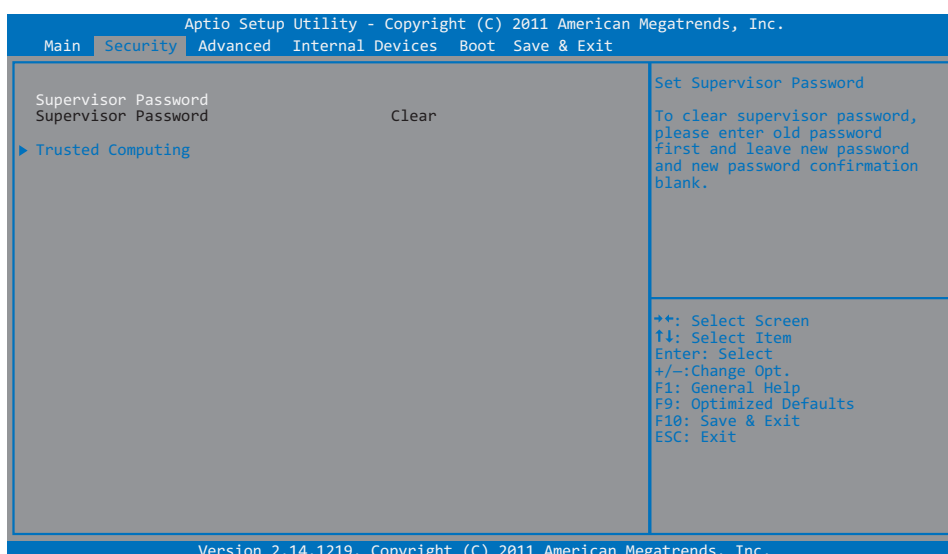 Aptio Setup Utility - Copyright (C) 2011 American Megatrends, Inc.
Main Security Advanced Internal Devices Boot Save & Exit
Supervisor Password
Supervisor Password Clear
▶ Trusted Computing
Set Supervisor Password
To clear supervisor password,
please enter old password
first and leave new password
and new password confirmation
blank.
→←: Select Screen
↑↓: Select Item
Enter: Select
+/—:Change Opt.
F1: General Help
F9: Optimized Defaults
F10: Save & Exit
ESC: Exit
Version 2.14.1219. Copyright (C) 2011 American Megatrends, Inc.